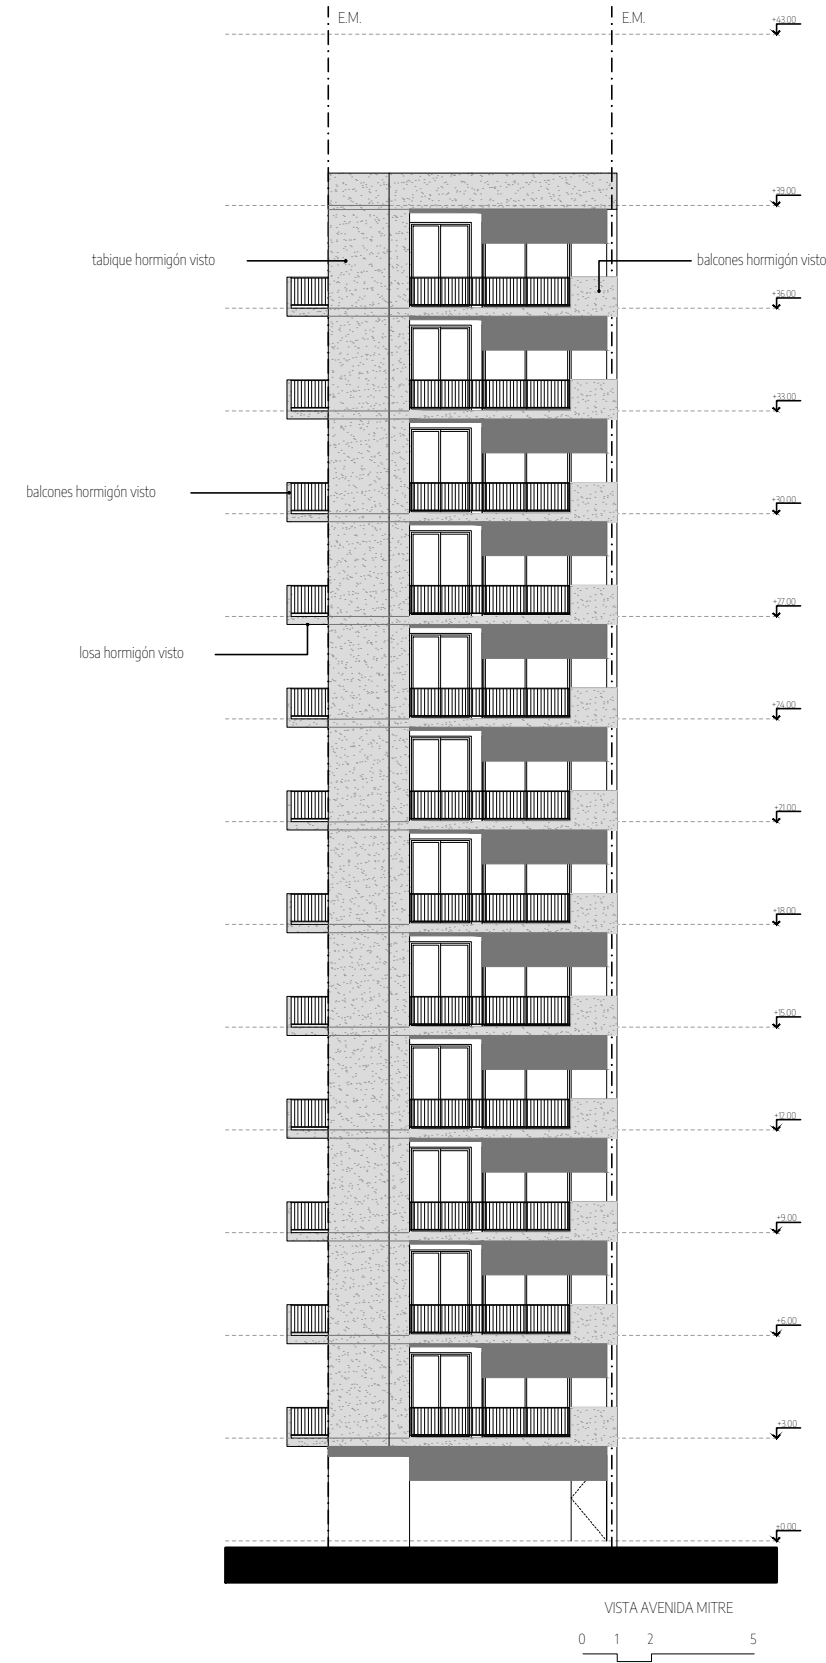 E.M.
E.M.
+43.00
+39.00
tabique hormigón visto
balcones hormigón visto
+36.00
+33.00
balcones hormigón visto
+30.00
+27.00
losa hormigón visto
+24.00
+21.00
+18.00
+15.00
+12.00
+9.00
+6.00
+3.00
+0.00
VISTA AVENIDA MITRE
0 1 2 5